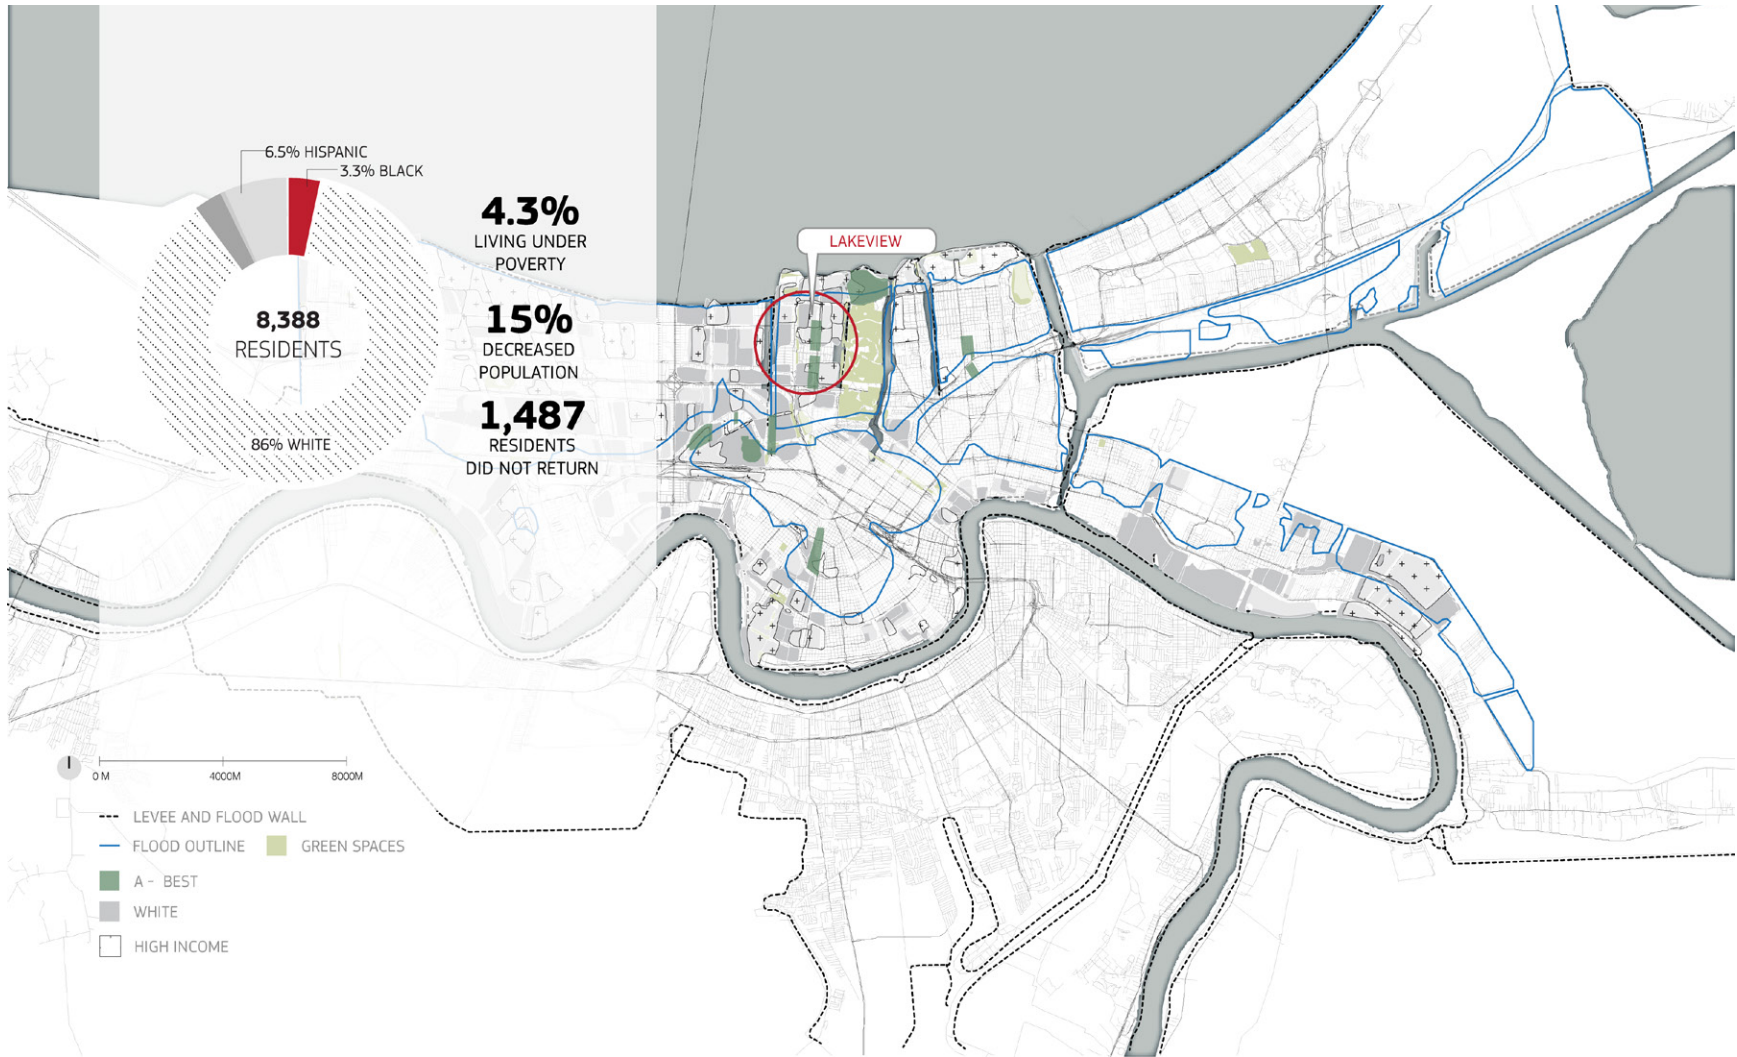 6.5% HISPANIC
3.3% BLACK
8,388
RESIDENTS
86% WHITE
4.3%
LIVING UNDER
POVERTY
15%
DECREASED
POPULATION
1,487
RESIDENTS
DID NOT RETURN
LAKEVIEW
0 M
4000M
8000M
LEVEE AND FLOOD WALL
FLOOD OUTLINE
GREEN SPACES
A - BEST
WHITE
HIGH INCOME